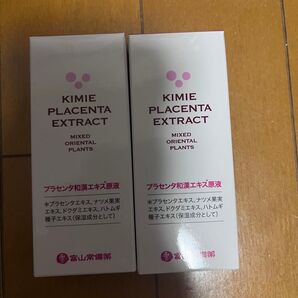 KIMIE
PLACENTA
EXTRACT
MIXED
ORIENTAL
PLANTS
プラセンタ和漢エキス原液
*プラセンタエキス、ナツメ果実
エキス、ドクダミエキス、ハトムギ
種子エキス(保湿成分として)
富山常備薬
KIMIE
PLACENTA
EXTRACT
MIXED
ORIENTAL
PLANTS
プラセンタ和漢エキス原液
*プラセンタエキス、ナツメ果実
エキス、ドクダミエキス、ハトムギ
種子エキス(保湿成分として)
富山常備薬